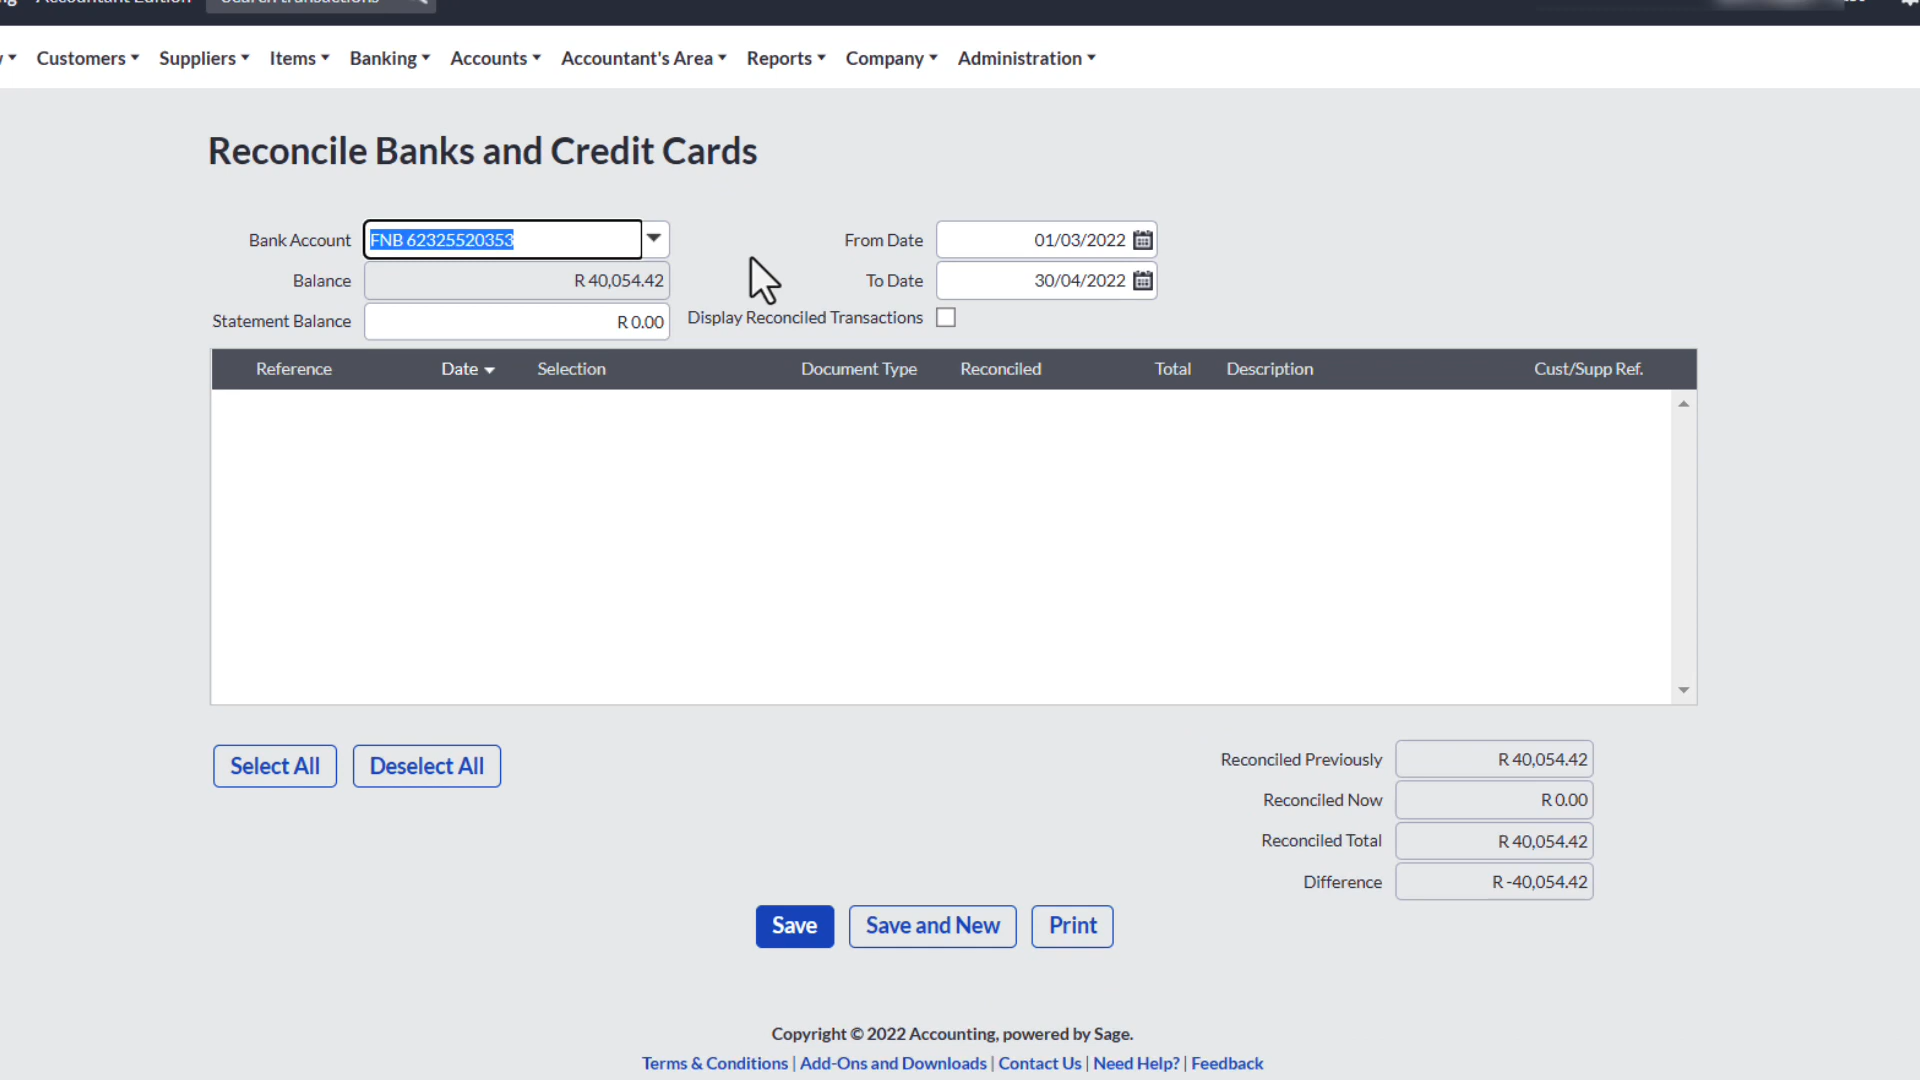 Accountant Edition Search transactions
Customers Suppliers Items Banking Accounts Accountant's Area Reports Company Administration
Reconcile Banks and Credit Cards
Bank Account FNB 62325520353 From Date 01/03/2022
Balance R 40,054.42 To Date 30/04/2022
Statement Balance R 0.00 Display Reconciled Transactions
Reference Date Selection Document Type Reconciled Total Description Cust/Supp Ref.
Select All Deselect All
Reconciled Previously R 40,054.42
Reconciled Now R 0.00
Reconciled Total R 40,054.42
Difference R -40,054.42
Save Save and New Print
Copyright © 2022 Accounting, powered by Sage.
Terms & Conditions | Add-Ons and Downloads | Contact Us | Need Help? | Feedback